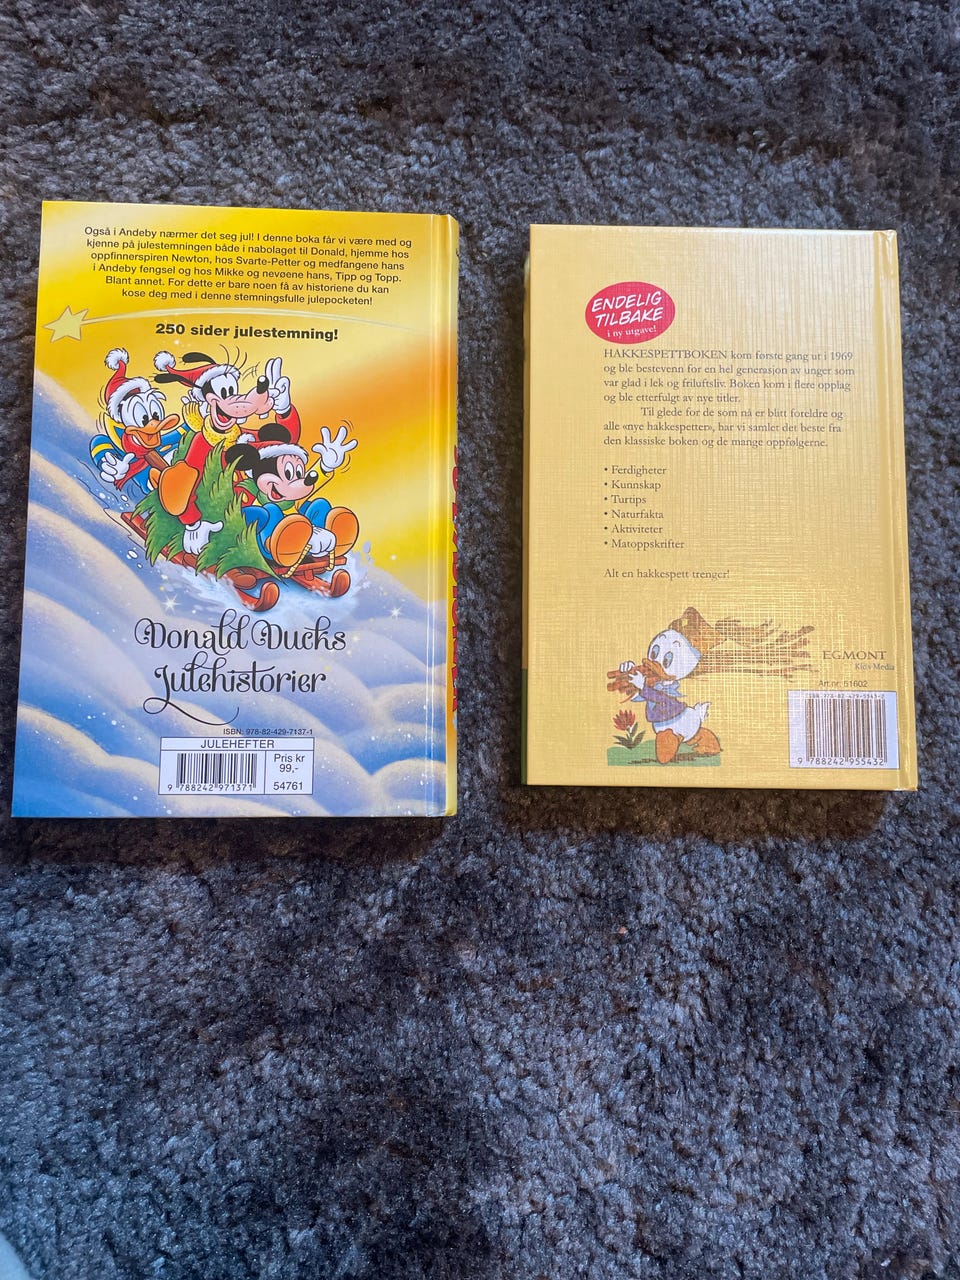 Også i Andeby nærmer det seg jul! I denne boka får vi være med og
kjenne på julestemningen både i nabolaget til Donald, hjemme hos
oppfinnerspiren Newton, hos Svarte-Petter og medfangene hans
i Andeby fengsel og hos Mikke og nevøene hans, Tipp og Topp.
Blant annet. For dette er bare noen få av historiene du kan
kose deg med i denne stemningsfulle julepocketen!
250 sider julestemning!
Donald Ducks
Julehistorier
ISBN: 978-82-429-7137-1
JULEHEFTER
Pris kr
99,-
54761
9 788242 971371
ENDELIG
TILBAKE
i ny utgave!
HAKKESPETTBOKEN kom første gang ut i 1969
og ble bestevenn for en hel generasjon av unger som
var glad i lek og friluftsliv. Boken kom i flere opplag
og ble etterfulgt av nye titler.
Til glede for de som nå er blitt foreldre og
alle «nye hakkespetter», har vi samlet det beste fra
den klassiske boken og de mange oppfølgerne.
• Ferdigheter
• Kunnskap
• Turtips
• Naturfakta
• Aktiviteter
• Matoppskrifter
Alt en hakkespett trenger!
EGMONT
Kids Media
Art.nr. 51602
ISBN 978-82-429-5543-2
9 788242 955432